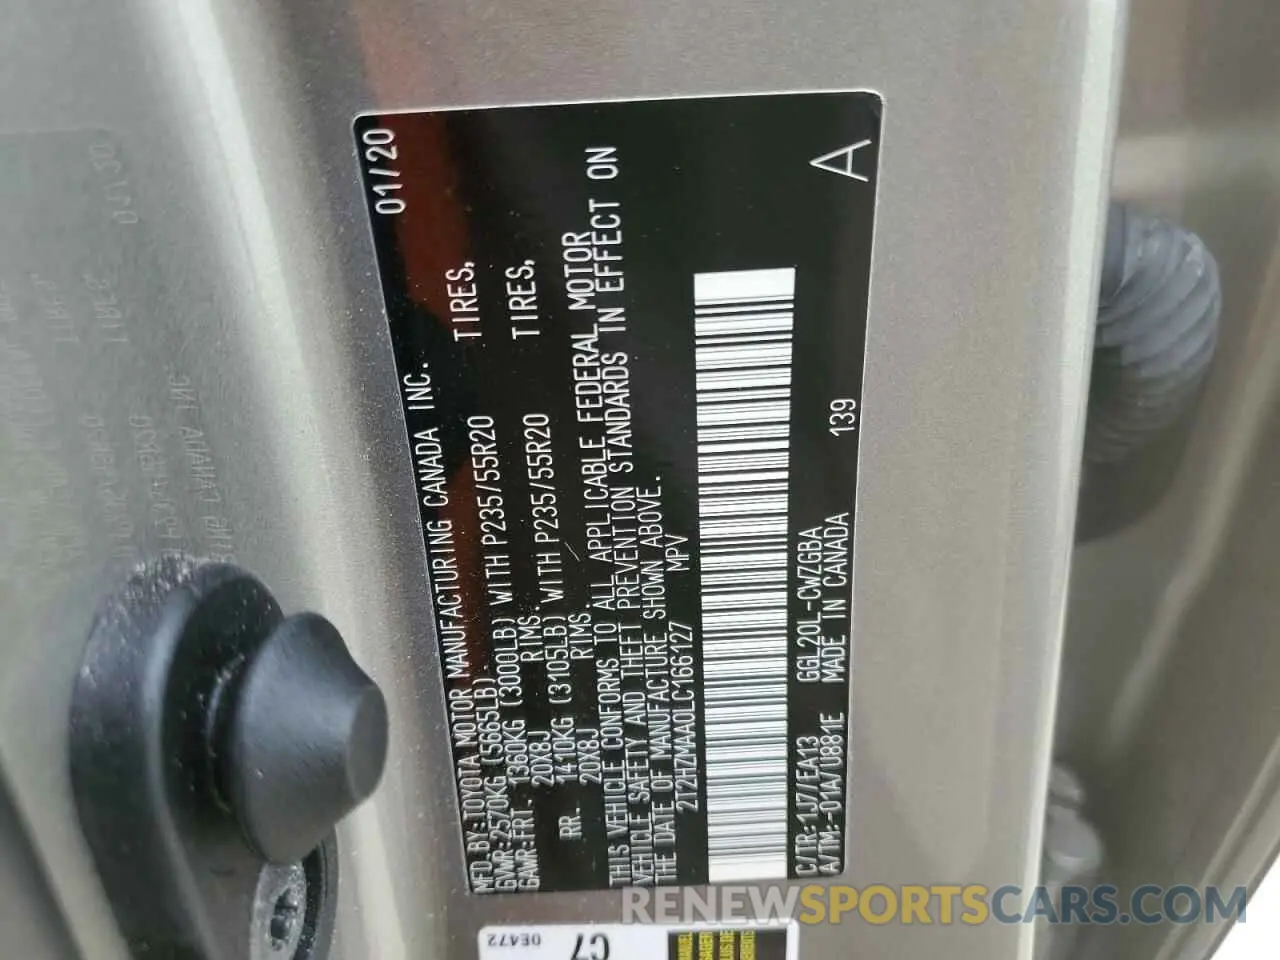 01/20
MFD.BY:TOYOTA MOTOR MANUFACTURING CANADA INC.
GVWR:2570KG (5665LB)
GAWR:FRT. 1360KG (3000LB) WITH P235/55R20 TIRES,
20X8J RIMS.
RR. 1410KG (3105LB) WITH P235/55R20 TIRES,
20X8J RIMS.
THIS VEHICLE CONFORMS TO ALL APPLICABLE FEDERAL MOTOR
VEHICLE SAFETY AND THEFT PREVENTION STANDARDS IN EFFECT ON
THE DATE OF MANUFACTURE SHOWN ABOVE.
2T2HZMAA0LC166127 MPV
C/TR:1J7/EA13 GGL20L-CWZGBA
A/TM:-01A/U881E MADE IN CANADA 139
A
0E472
C7
RENEWSPORTSCARS.COM